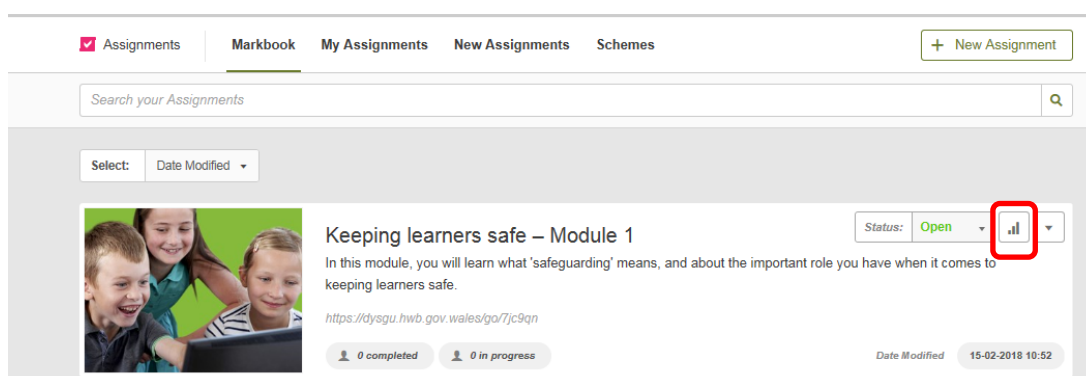 Assignments Markbook My Assignments New Assignments Schemes + New Assignment
Search your Assignments
Select: Date Modified
Status: Open
Keeping learners safe – Module 1
In this module, you will learn what 'safeguarding' means, and about the important role you have when it comes to
keeping learners safe.
https://dysgu.hwb.gov.wales/go/7jc9qn
0 completed 0 in progress Date Modified 15-02-2018 10:52